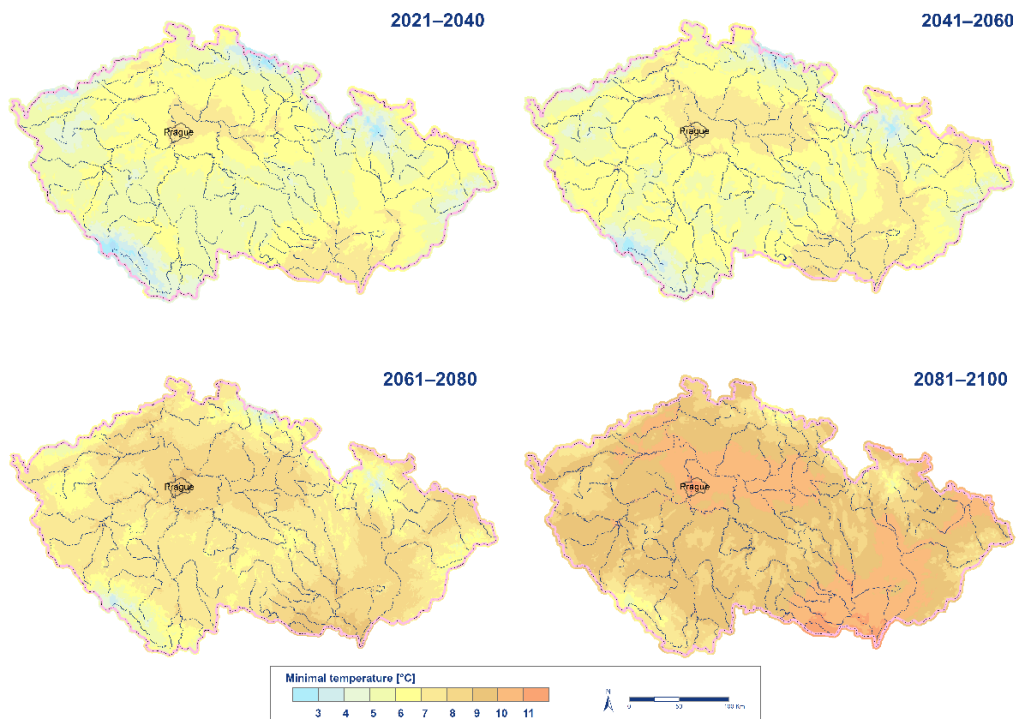 2021–2040
2041–2060
Prague
Prague
2061–2080
2081–2100
Prague
Prague
Minimal temperature [°C]
3 4 5 6 7 8 9 10 11
N
0 50 100 Km